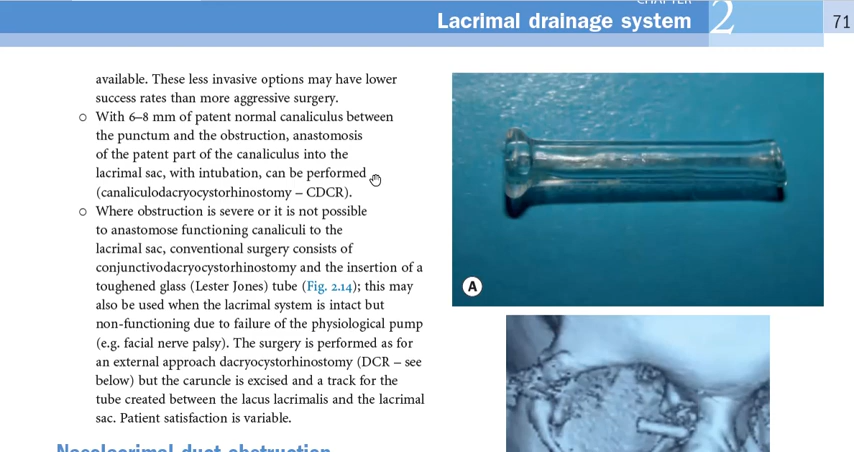 CHAPTER
Lacrimal drainage system 2 71
available. These less invasive options may have lower
success rates than more aggressive surgery.
○ With 6–8 mm of patent normal canaliculus between
the punctum and the obstruction, anastomosis
of the patent part of the canaliculus into the
lacrimal sac, with intubation, can be performed
(canaliculodacryocystorhinostomy – CDCR).
○ Where obstruction is severe or it is not possible
to anastomose functioning canaliculi to the
lacrimal sac, conventional surgery consists of
conjunctivodacryocystorhinostomy and the insertion of a
toughened glass (Lester Jones) tube (Fig. 2.14); this may
also be used when the lacrimal system is intact but
non-functioning due to failure of the physiological pump
(e.g. facial nerve palsy). The surgery is performed as for
an external approach dacryocystorhinostomy (DCR – see
below) but the caruncle is excised and a track for the
tube created between the lacus lacrimalis and the lacrimal
sac. Patient satisfaction is variable.
Nasolacrimal duct obstruction
A